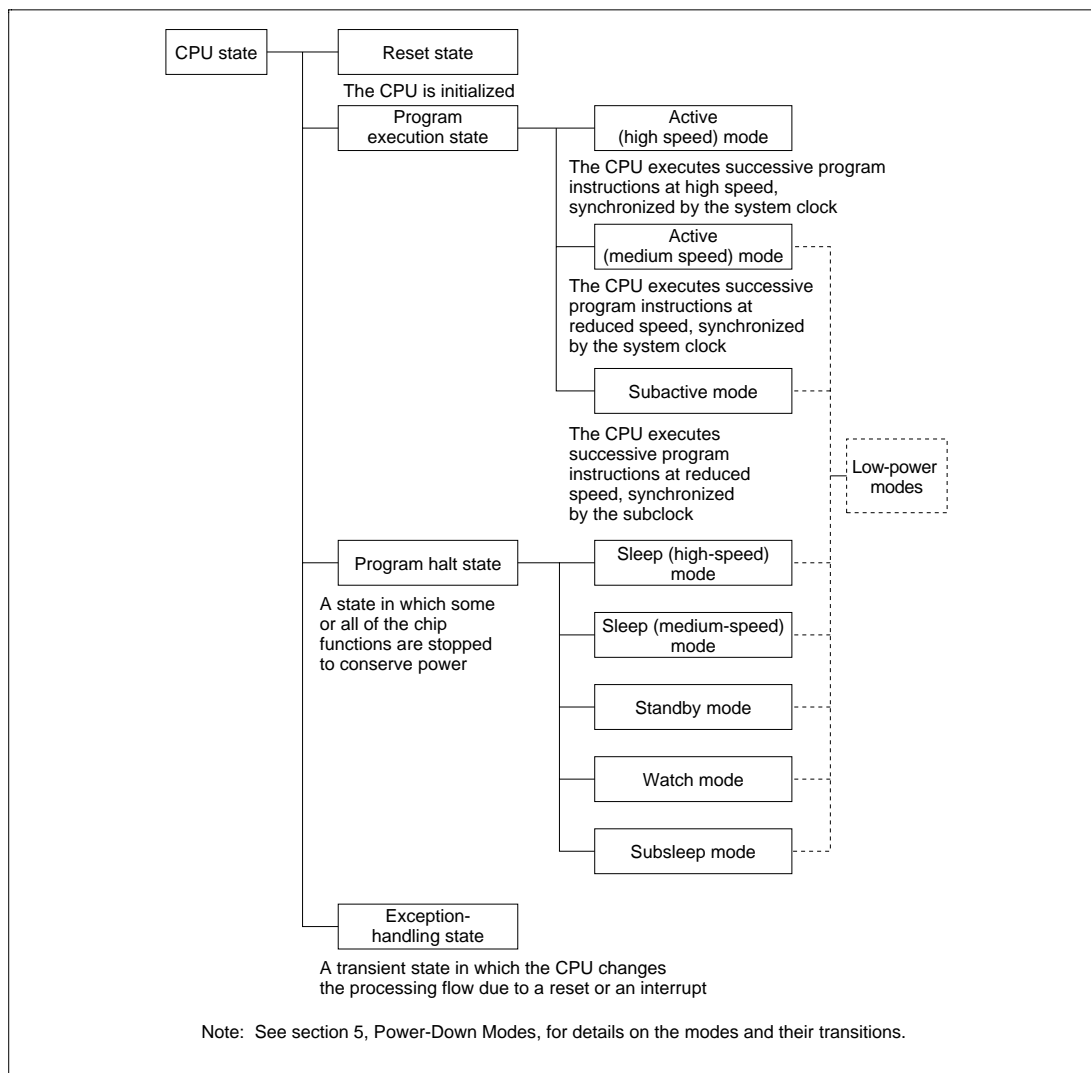 CPU state
Reset state
The CPU is initialized
Program
execution state
Active
(high speed) mode
The CPU executes successive program
instructions at high speed,
synchronized by the system clock
Active
(medium speed) mode
The CPU executes successive
program instructions at
reduced speed, synchronized
by the system clock
Subactive mode
The CPU executes
successive program
instructions at reduced
speed, synchronized
by the subclock
Low-power
modes
Program halt state
A state in which some
or all of the chip
functions are stopped
to conserve power
Sleep (high-speed)
mode
Sleep (medium-speed)
mode
Standby mode
Watch mode
Subsleep mode
Exception-
handling state
A transient state in which the CPU changes
the processing flow due to a reset or an interrupt
Note: See section 5, Power-Down Modes, for details on the modes and their transitions.